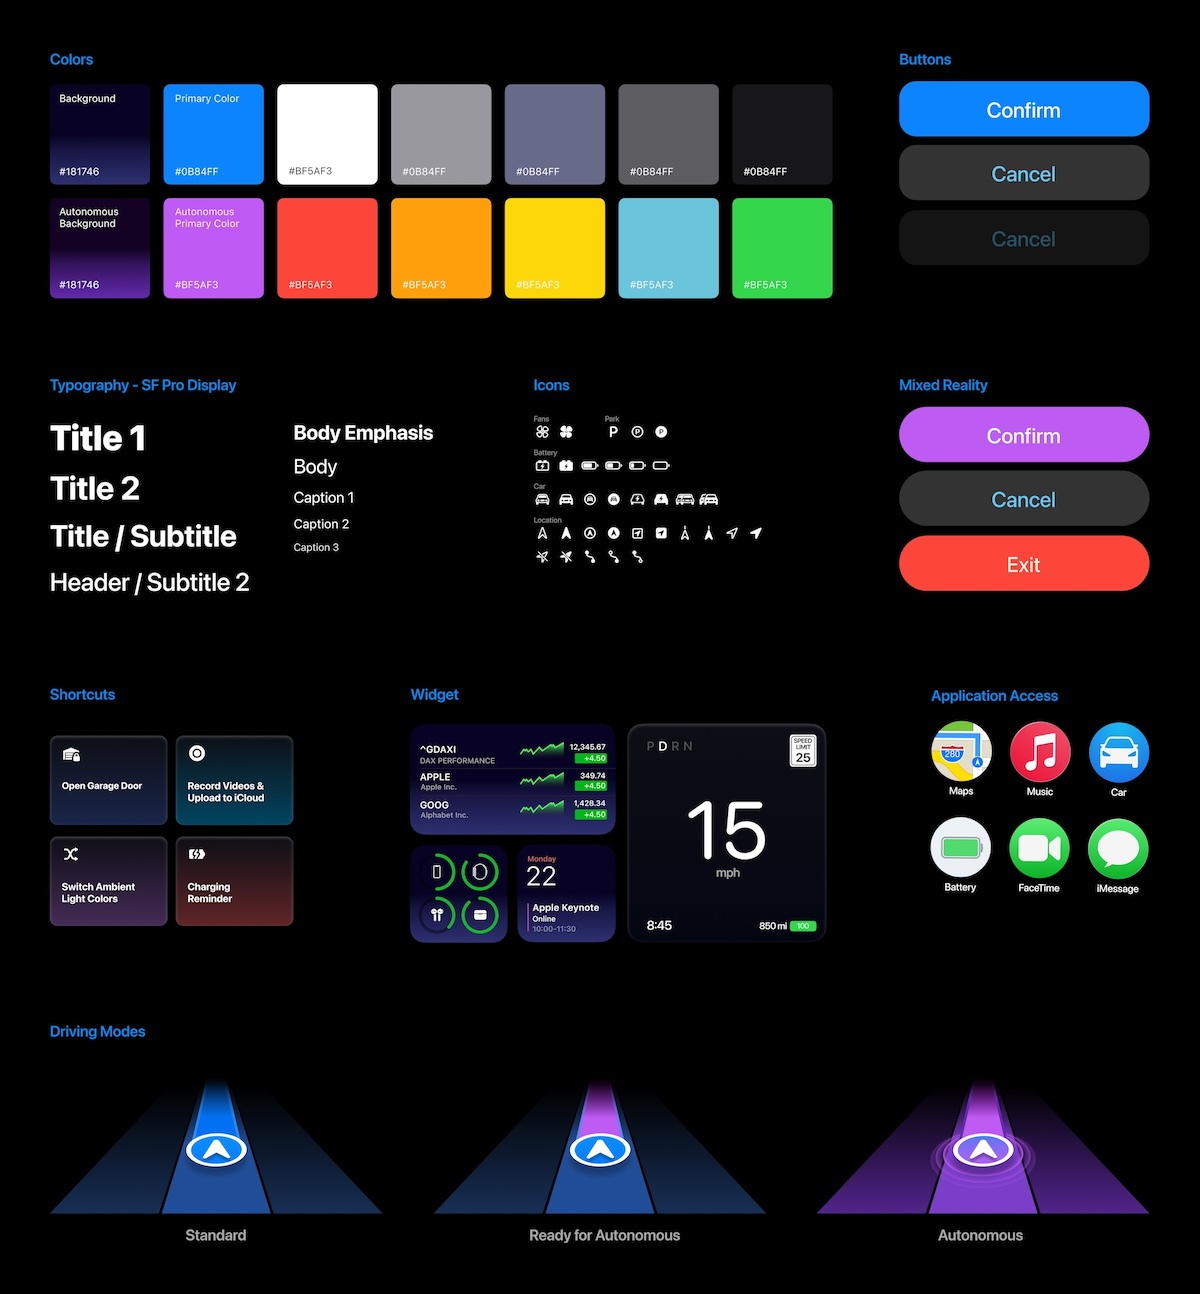 Colors
Background
#181746
Primary Color
#0B84FF
#BF5AF3
#0B84FF
#0B84FF
#0B84FF
#0B84FF
Autonomous
Background
#181746
Autonomous
Primary Color
#BF5AF3
#BF5AF3
#BF5AF3
#BF5AF3
#BF5AF3
#BF5AF3
Buttons
Confirm
Cancel
Cancel
Typography - SF Pro Display
Title 1
Title 2
Title / Subtitle
Header / Subtitle 2
Body Emphasis
Body
Caption 1
Caption 2
Caption 3
Icons
Fans
Park
P
P
P
Battery
Car
Location
Mixed Reality
Confirm
Cancel
Exit
Shortcuts
Open Garage Door
Record Videos &
Upload to iCloud
Switch Ambient
Light Colors
Charging
Reminder
Widget
^GDAXI
DAX PERFORMANCE
12,345.67
+4.50
APPLE
Apple Inc.
349.74
+4.50
GOOG
Alphabet Inc.
1,428.34
+4.50
Monday
22
Apple Keynote
Online
10:00-11:30
PDRN
SPEED
LIMIT
25
15
mph
8:45
850 mi
100
Application Access
280
Maps
Music
Car
Battery
FaceTime
iMessage
Driving Modes
Standard
Ready for Autonomous
Autonomous